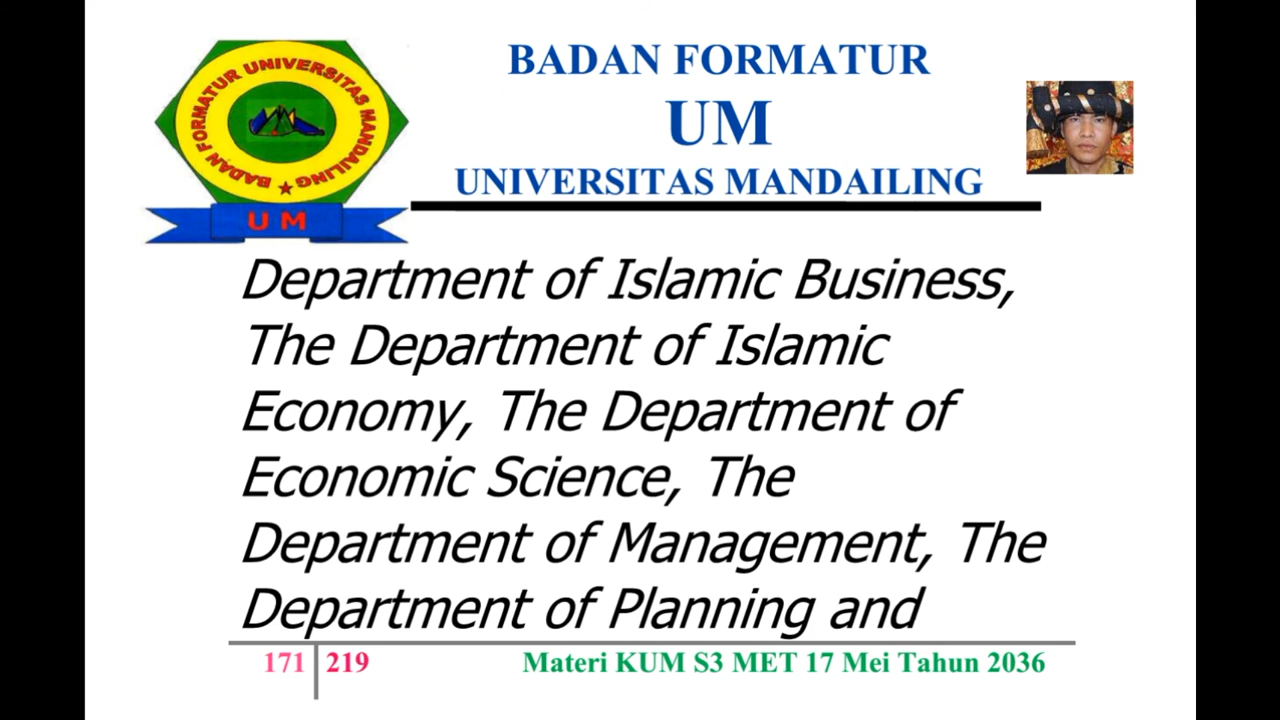 BADAN FORMATUR UNIVERSITAS MANDAILING
U M
BADAN FORMATUR
UM
UNIVERSITAS MANDAILING
Department of Islamic Business,
The Department of Islamic
Economy, The Department of
Economic Science, The
Department of Management, The
Department of Planning and
171 219 Materi KUM S3 MET 17 Mei Tahun 2036